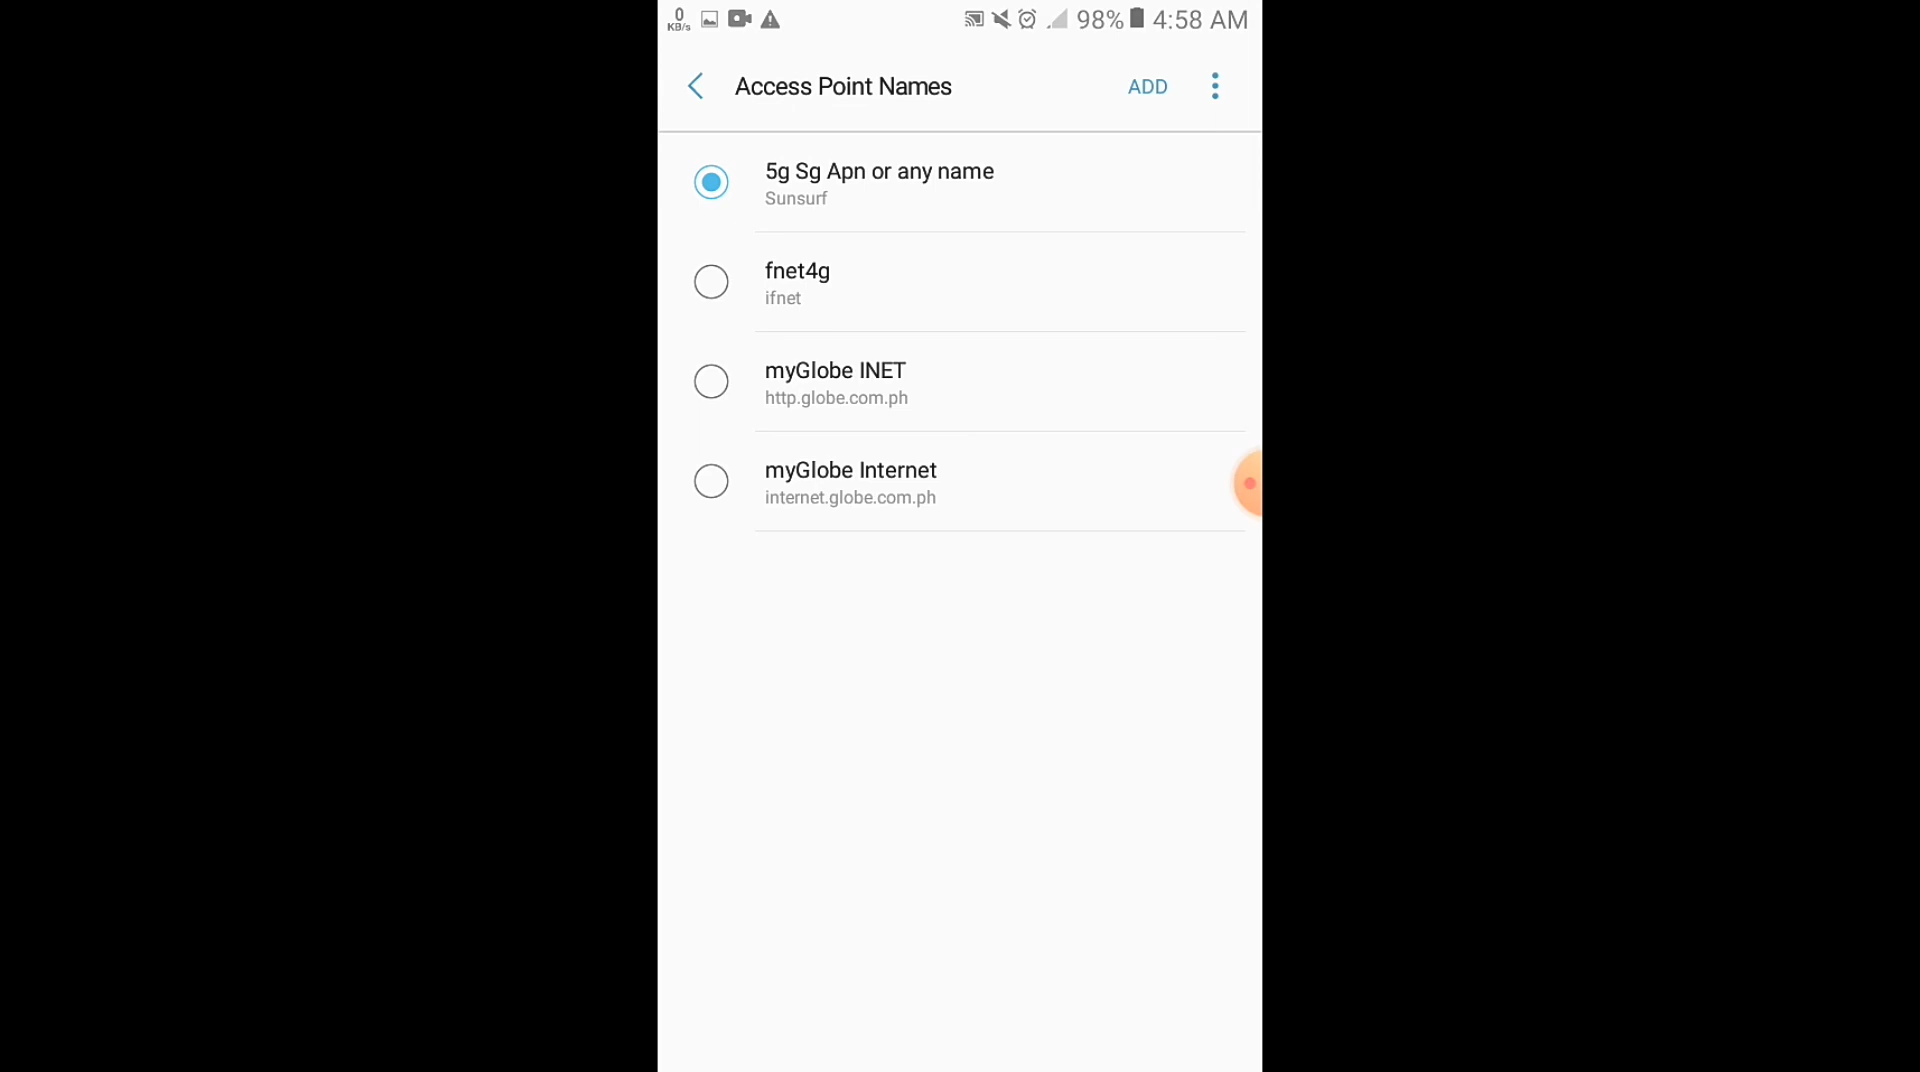 0
KB/s
98%
4:58 AM
Access Point Names
ADD
5g Sg Apn or any name
Sunsurf
fnet4g
ifnet
myGlobe INET
http.globe.com.ph
myGlobe Internet
internet.globe.com.ph